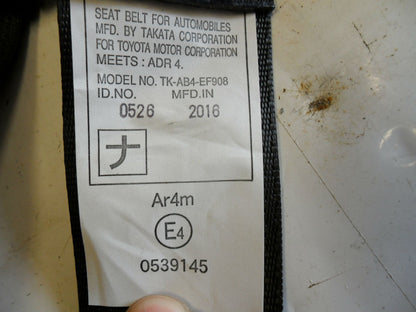 SEAT BELT FOR AUTOMOBILES
MFD. BY TAKATA CORPORATION
FOR TOYOTA MOTOR CORPORATION
MEETS : ADR 4.
MODEL NO. TK-AB4-EF908
ID.NO. MFD.IN
0526 2016
ナ
Ar4m
E4
0539145